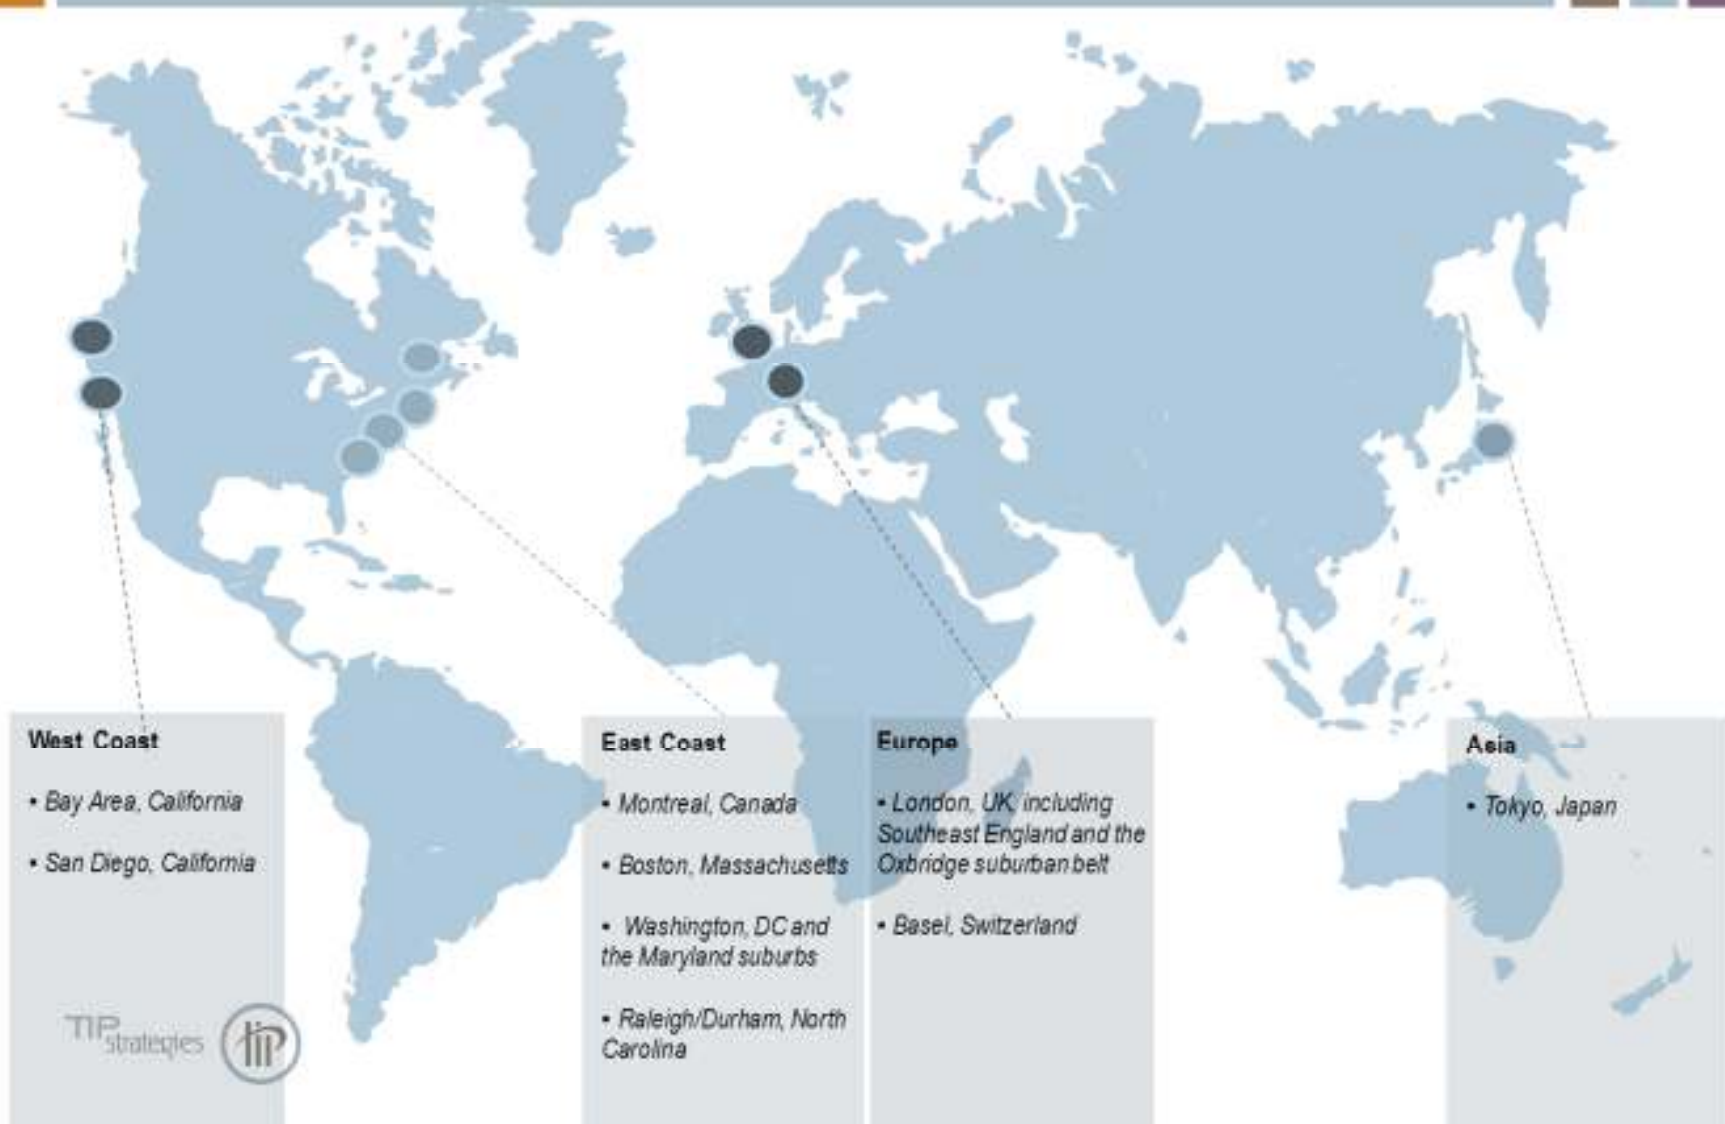 West Coast
• Bay Area, California
• San Diego, California
TIP
strategies
tip
East Coast
• Montreal, Canada
• Boston, Massachusetts
• Washington, DC and
the Maryland suburbs
• Raleigh/Durham, North
Carolina
Europe
• London, UK, including
Southeast England and the
Oxbridge suburban belt
• Basel, Switzerland
Asia
• Tokyo, Japan